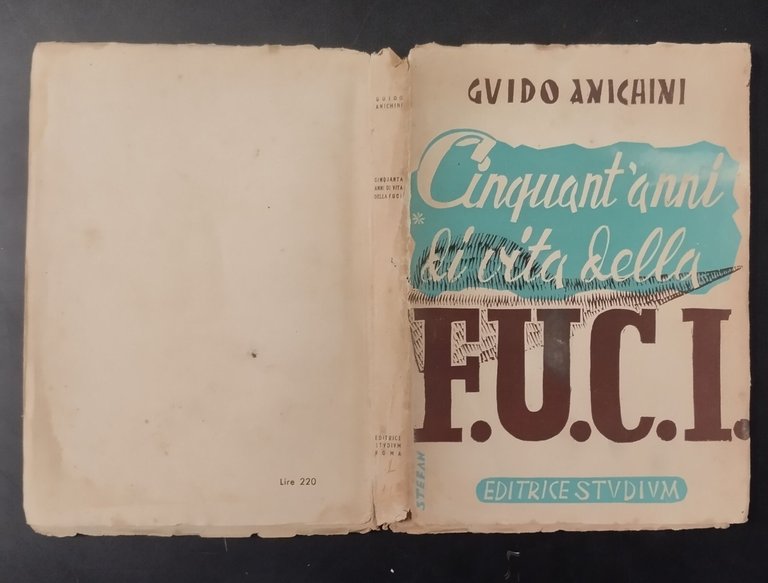 Lire 220
GUIDO
ANICHINI
CINQUANTA
ANNI DI VITA
DELLA F.U.C.I.
EDITRICE
STVDIVM
ROMA
GVIDO ANICHINI
Cinquant'anni
di vita della
F.U.C.I.
STEFAN
EDITRICE STVDIVM